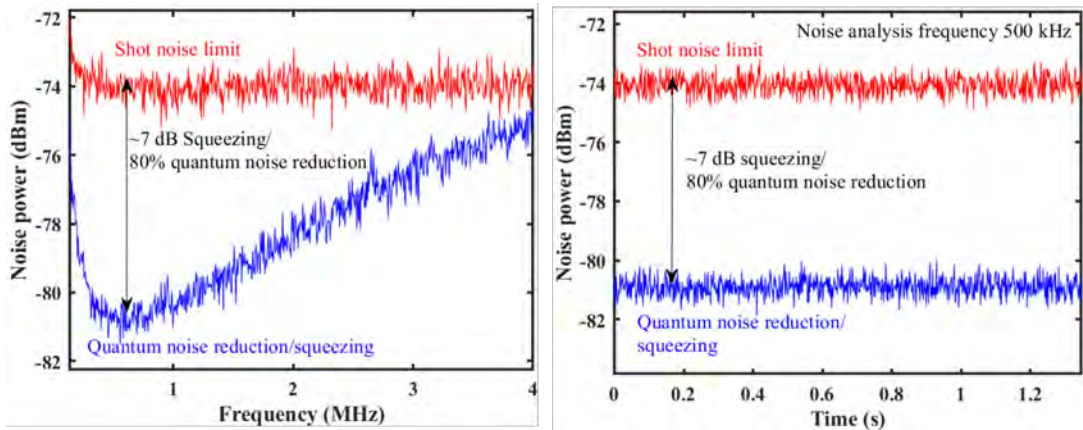 -72
-74
-76
-78
-80
-82
Noise power (dBm)
Shot noise limit
~7 dB Squeezing/
80% quantum noise reduction
Quantum noise reduction/squeezing
1
2
3
4
Frequency (MHz)
-72
-74
-76
-78
-80
-82
Noise power (dBm)
Noise analysis frequency 500 kHz
Shot noise limit
~7 dB squeezing/
80% quantum noise reduction
Quantum noise reduction/
squeezing
0
0.2
0.4
0.6
0.8
1
1.2
Time (s)